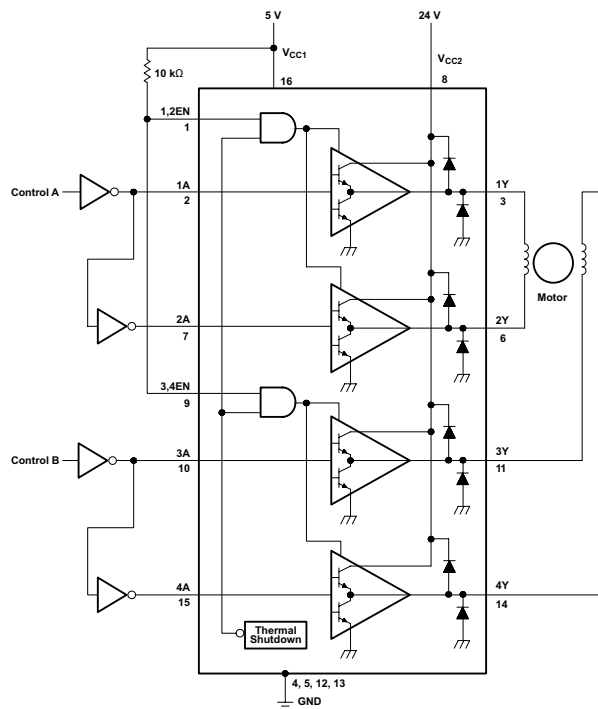 5 V
24 V
VCC1
VCC2
10 kΩ
16
8
1,2EN
1
Control A
1A
2
1Y
3
Motor
2A
7
2Y
6
3,4EN
9
Control B
3A
10
3Y
11
4A
15
4Y
14
Thermal
Shutdown
4, 5, 12, 13
GND